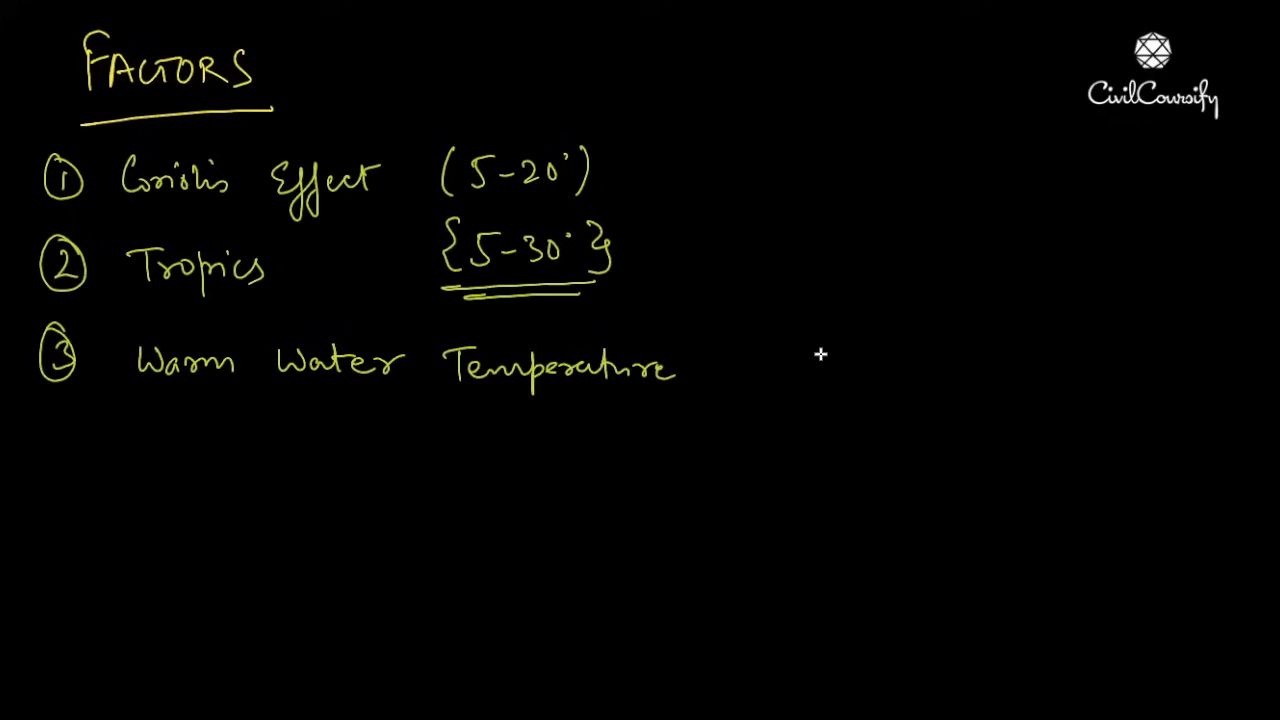 FACTORS
CivilCoursify
① Coriolis Effect (5-20°)
② Tropics {5-30°}
③ Warm Water Temperature